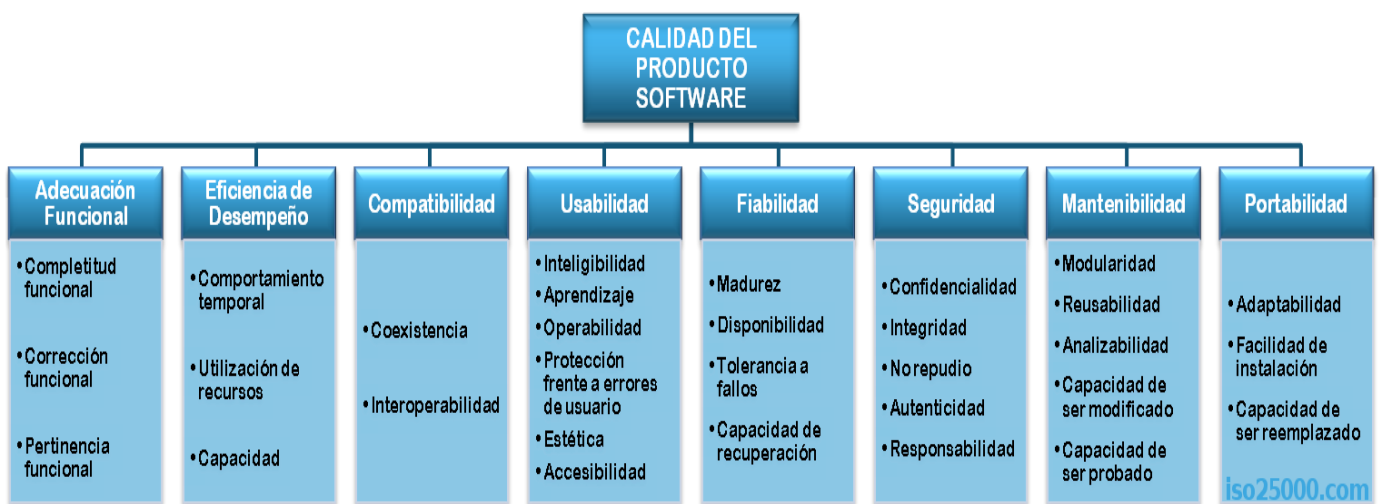 CALIDAD DEL
PRODUCTO
SOFTWARE
Adecuación
Funcional
• Completitud
funcional
• Corrección
funcional
• Pertinencia
funcional
Eficiencia de
Desempeño
• Comportamiento
temporal
• Utilización de
recursos
• Capacidad
Compatibilidad
• Coexistencia
• Interoperabilidad
Usabilidad
• Inteligibilidad
• Aprendizaje
• Operabilidad
• Protección
frente a errores
de usuario
• Estética
• Accesibilidad
Fiabilidad
• Madurez
• Disponibilidad
• Tolerancia a
fallos
• Capacidad de
recuperación
Seguridad
• Confidencialidad
• Integridad
• No repudio
• Autenticidad
• Responsabilidad
Mantenibilidad
• Modularidad
• Reusabilidad
• Analizabilidad
• Capacidad de
ser modificado
• Capacidad de
ser probado
Portabilidad
• Adaptabilidad
• Facilidad de
instalación
• Capacidad de
ser reemplazado
iso25000.com